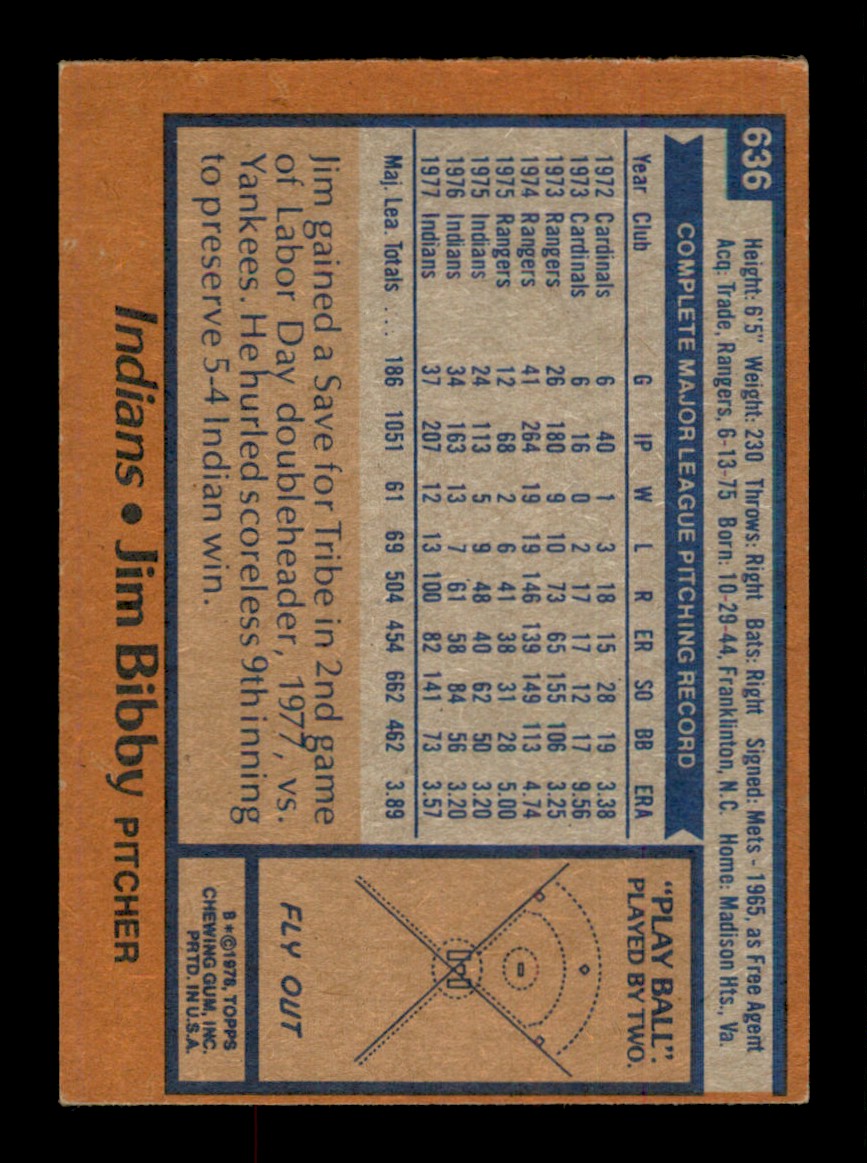 636
Height: 6'5" Weight: 230 Throws: Right Bats: Right Signed: Mets - 1965, as Free Agent
Acq: Trade, Rangers, 6-13-75 Born: 10-29-44, Franklinton, N.C. Home: Madison Hts., Va.
COMPLETE MAJOR LEAGUE PITCHING RECORD
Year Club G IP W L R ER SO BB ERA
1972 Cardinals 6 40 1 3 18 15 28 19 3.38
1973 Cardinals 6 16 0 2 17 17 12 17 9.56
1973 Rangers 26 180 9 10 73 65 155 106 3.25
1974 Rangers 41 264 19 19 146 139 149 113 4.74
1975 Rangers 12 68 2 6 41 38 31 28 5.00
1975 Indians 24 113 5 9 48 40 62 50 3.20
1976 Indians 34 163 13 7 61 58 84 56 3.20
1977 Indians 37 207 12 13 100 82 141 73 3.57
Maj. Lea. Totals .... 186 1051 61 69 504 454 662 462 3.89
Jim gained a Save for Tribe in 2nd game
of Labor Day doubleheader, 1977, vs.
Yankees. He hurled scoreless 9th inning
to preserve 5-4 Indian win.
"PLAY BALL":
PLAYED BY TWO.
FLY OUT
B*©1978, TOPPS
CHEWING GUM, INC.
PRTD. IN U.S.A.
Indians • Jim Bibby PITCHER